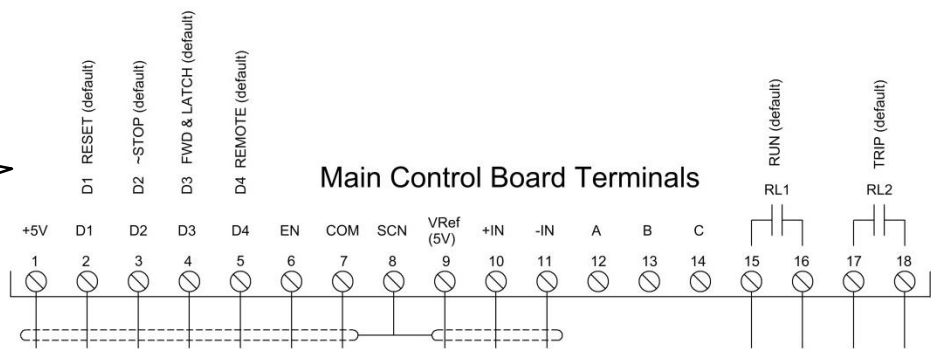 D1 RESET (default)
D2 ~STOP (default)
D3 FWD & LATCH (default)
D4 REMOTE (default)
RUN (default)
TRIP (default)
Main Control Board Terminals
RL1
RL2
+5V D1 D2 D3 D4 EN COM SCN VRef (5V) +IN -IN A B C
1 2 3 4 5 6 7 8 9 10 11 12 13 14 15 16 17 18